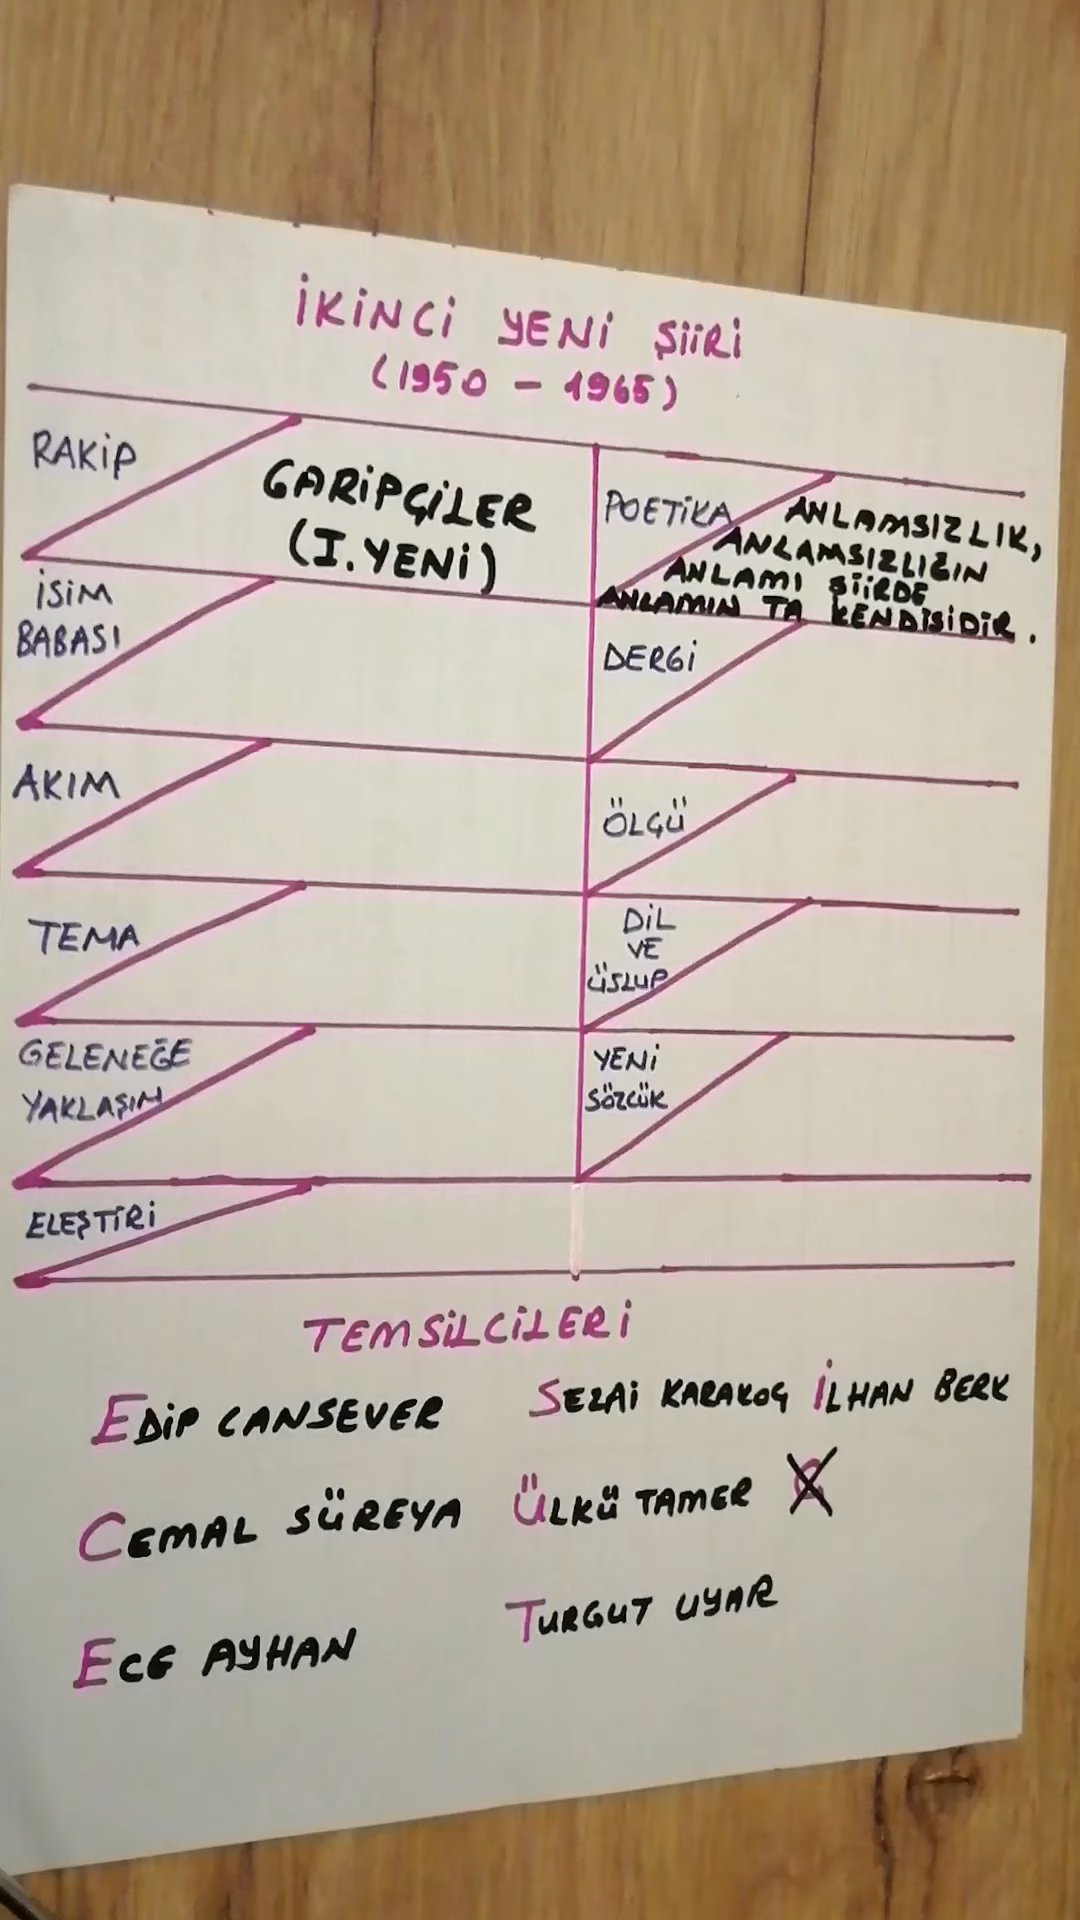 İKİNCİ YENİ ŞİİRİ
(1950 - 1965)
RAKİP
GARİPÇİLER
(I. YENİ)
POETİKA
ANLAMSIZLIK,
ANLAMSIZLIĞIN
ANLAMI ŞİİRDE
ANLAMIN TA KENDİSİDİR.
İSİM
BABASI
DERGİ
AKIM
ÖLÇÜ
TEMA
DİL
VE
ÜSLUP
GELENEĞE
YAKLAŞIM
YENİ
SÖZCÜK
ELEŞTİRİ
TEMSİLCİLERİ
EDİP CANSEVER
SEZAİ KARAKOÇ İLHAN BERK
CEMAL SÜREYA
ÜLKÜ TAMER
ECE AYHAN
TURGUT UYAR